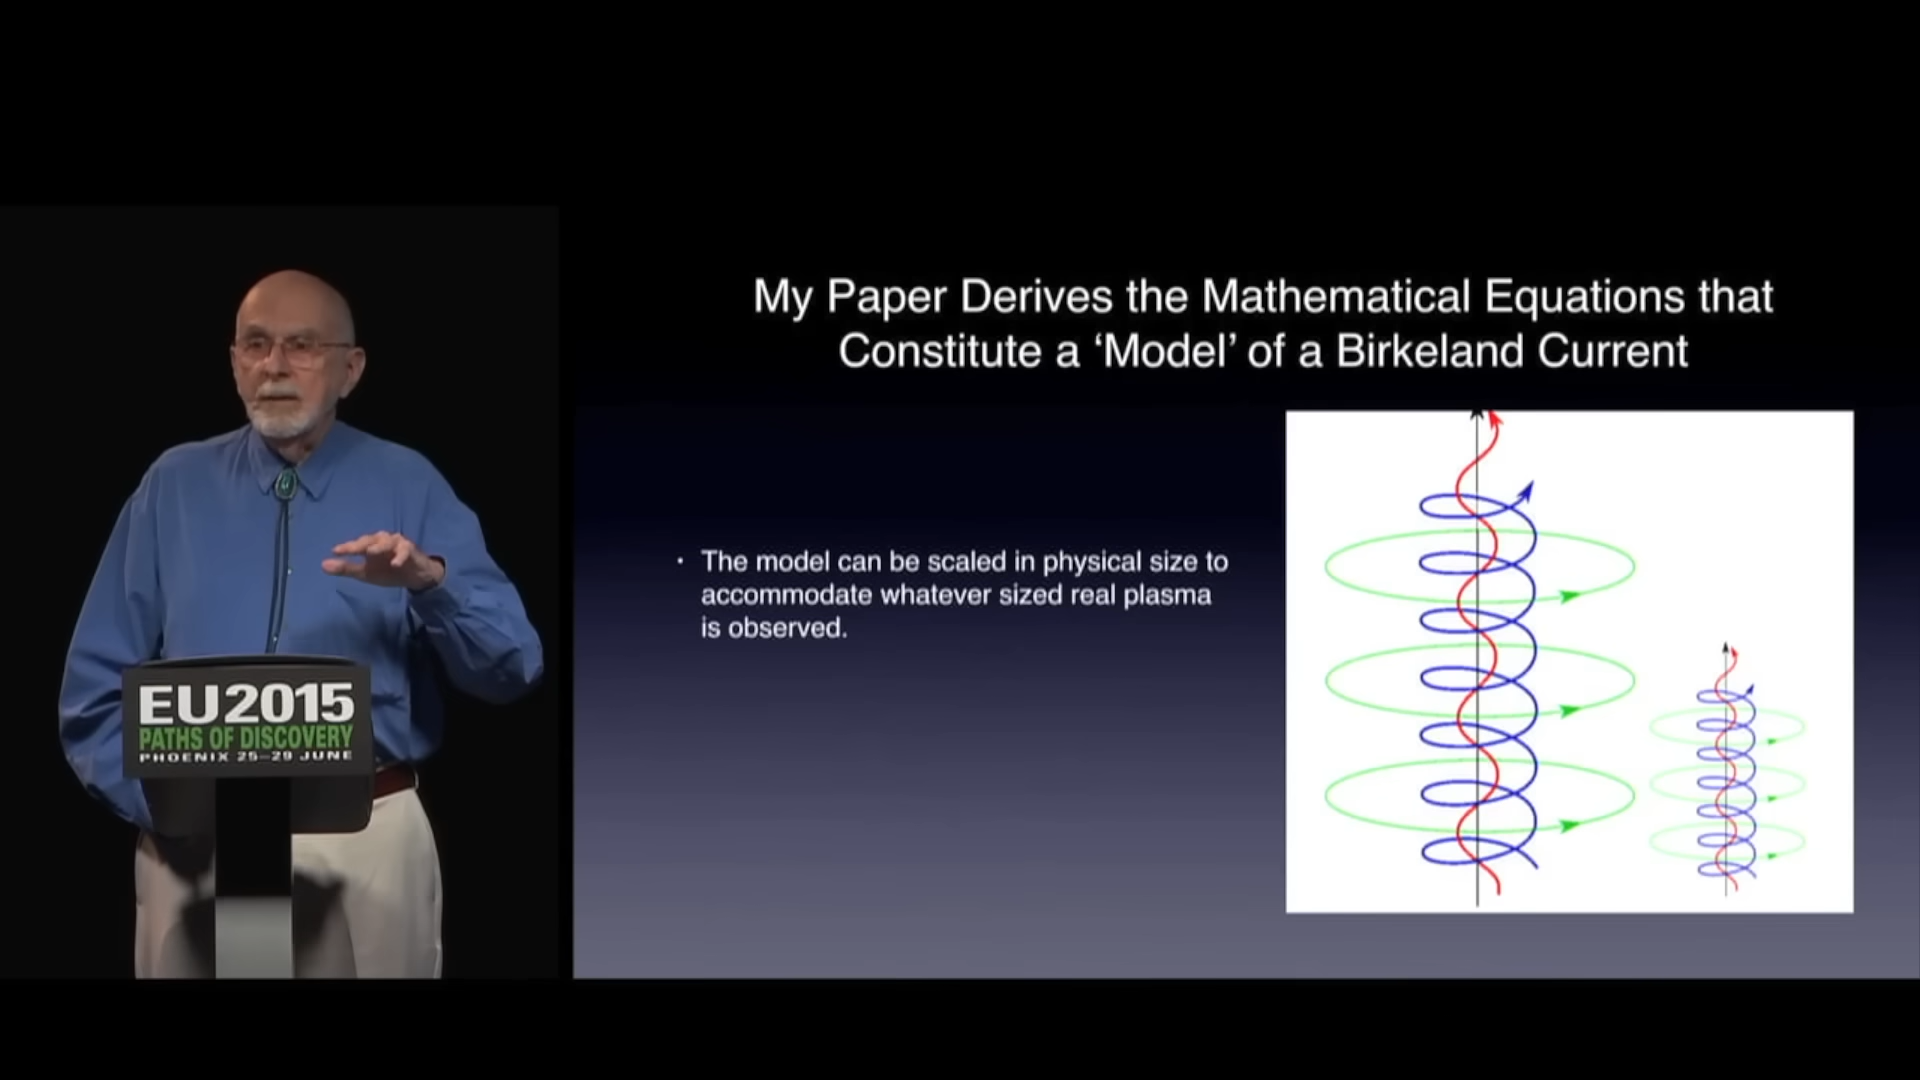 My Paper Derives the Mathematical Equations that
Constitute a ‘Model’ of a Birkeland Current
· The model can be scaled in physical size to
accommodate whatever sized real plasma
is observed.
EU2015
PATHS OF DISCOVERY
PHOENIX 25–29 JUNE